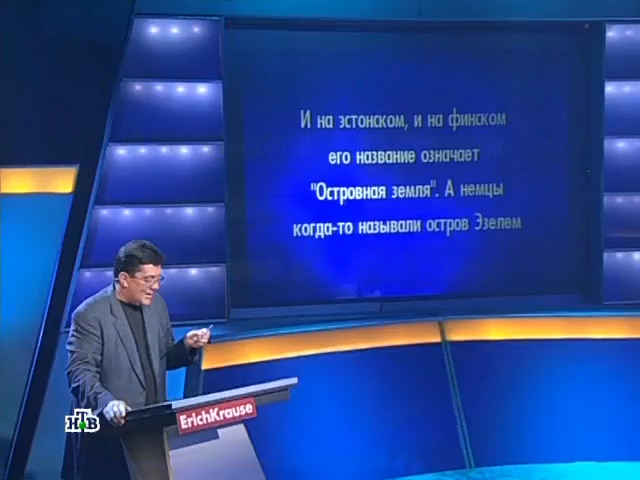 И на эстонском, и на финском
его название означает
"Островная земля". А немцы
когда-то называли остров Эзелем
ErichKrause
НТВ